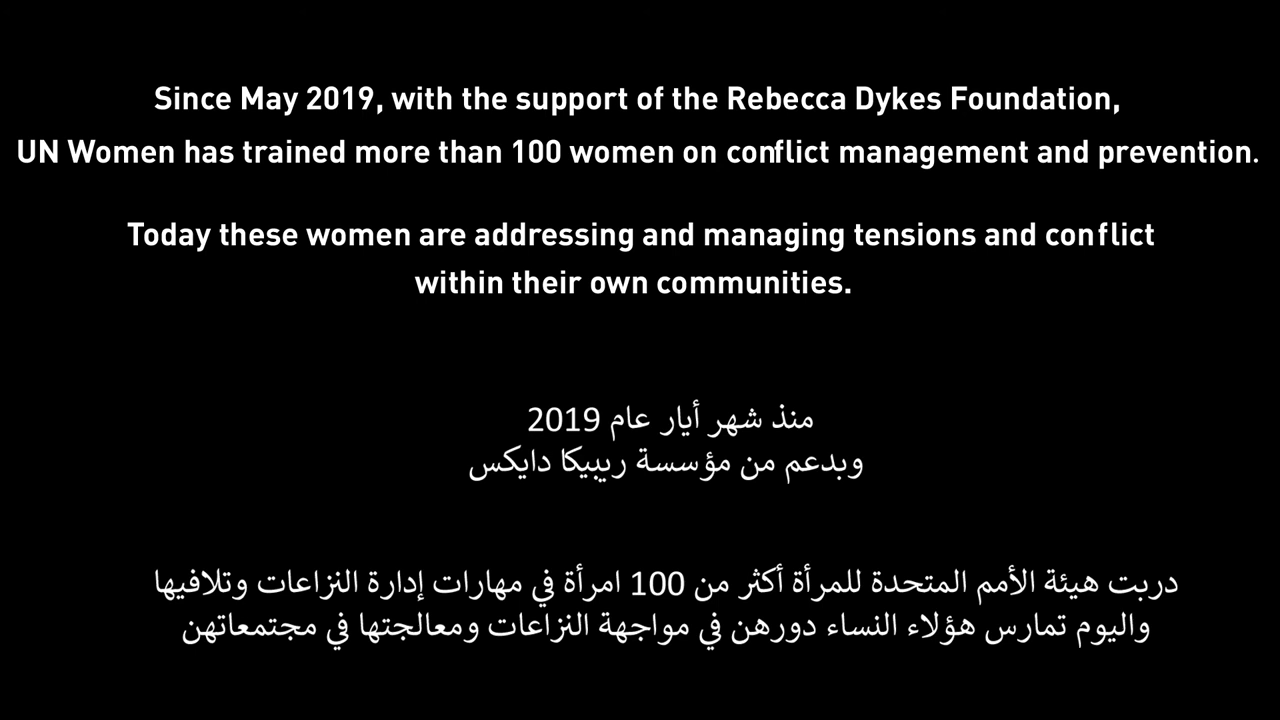 Since May 2019, with the support of the Rebecca Dykes Foundation,
UN Women has trained more than 100 women on conflict management and prevention.
Today these women are addressing and managing tensions and conflict
within their own communities.
منذ شهر أيار عام 2019
وبدعم من مؤسسة ريبيكا دايكس
دربت هيئة الأمم المتحدة للمرأة أكثر من 100 امرأة في مهارات إدارة النزاعات وتلافيها
واليوم تمارس هؤلاء النساء دورهن في مواجهة النزاعات ومعالجتها في مجتمعاتهن